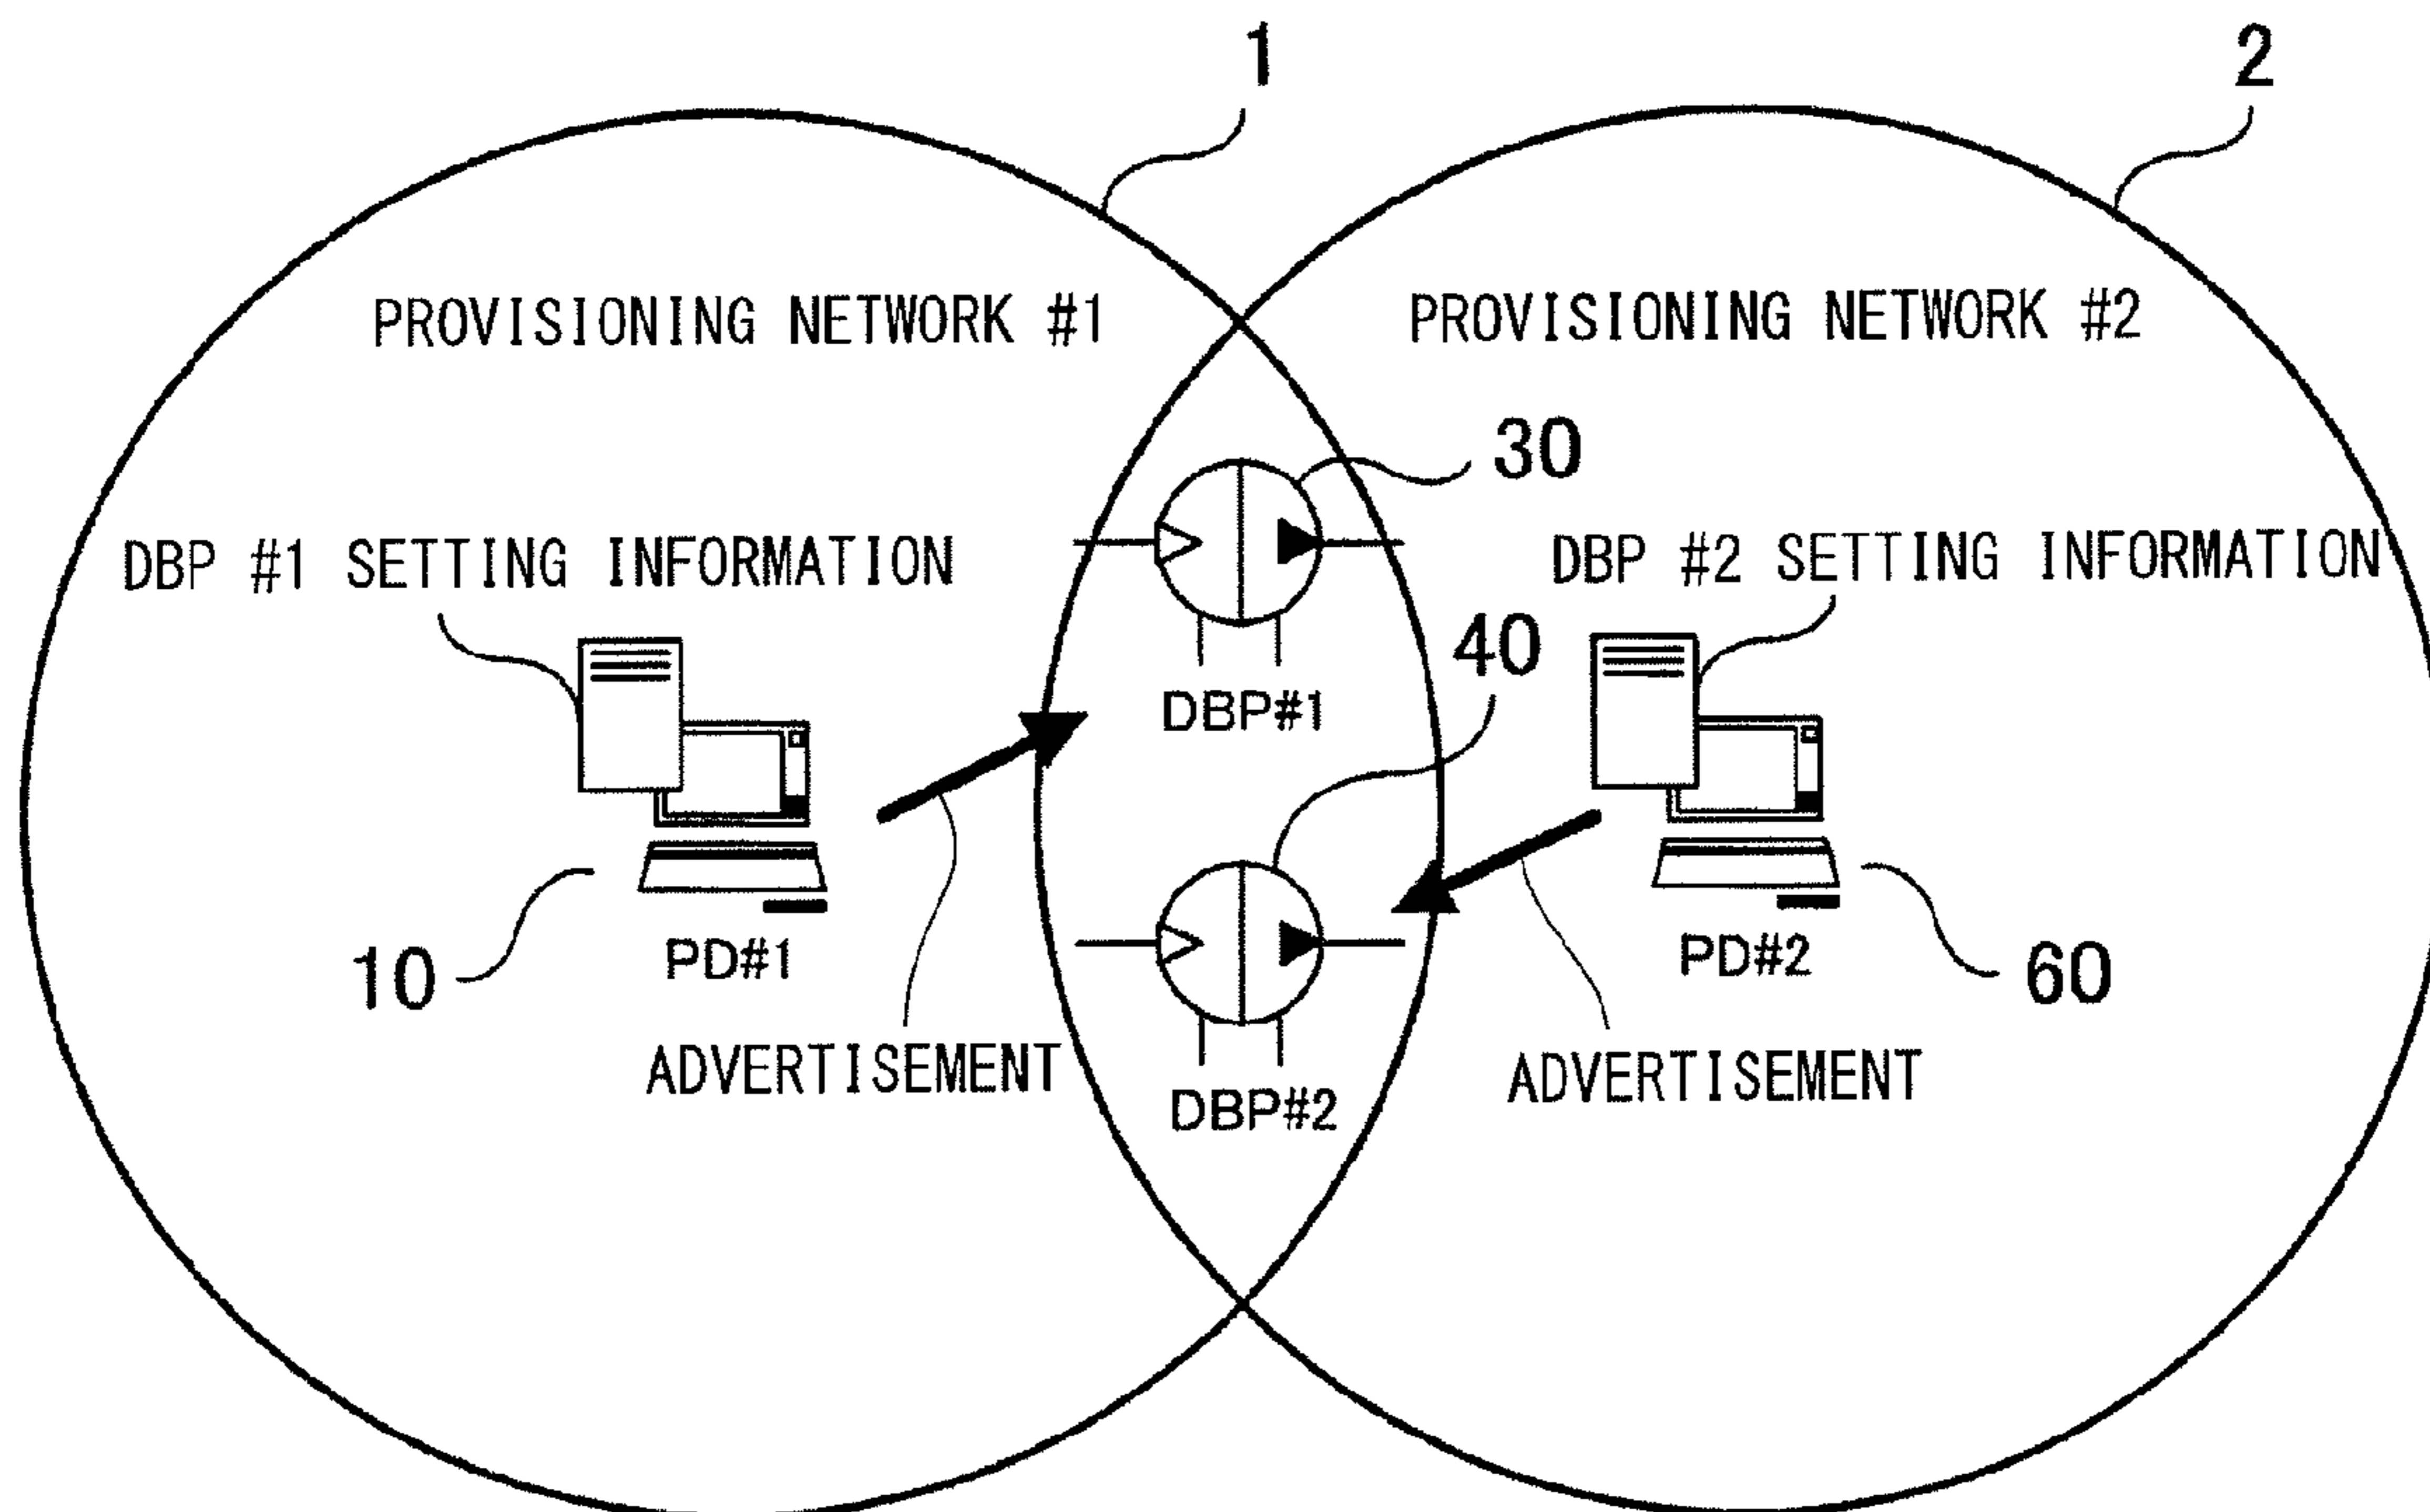 1
2
PROVISIONING NETWORK #1
PROVISIONING NETWORK #2
30
DBP #1 SETTING INFORMATION
DBP #2 SETTING INFORMATION
40
DBP#1
10
PD#1
PD#2
60
ADVERTISEMENT
ADVERTISEMENT
DBP#2